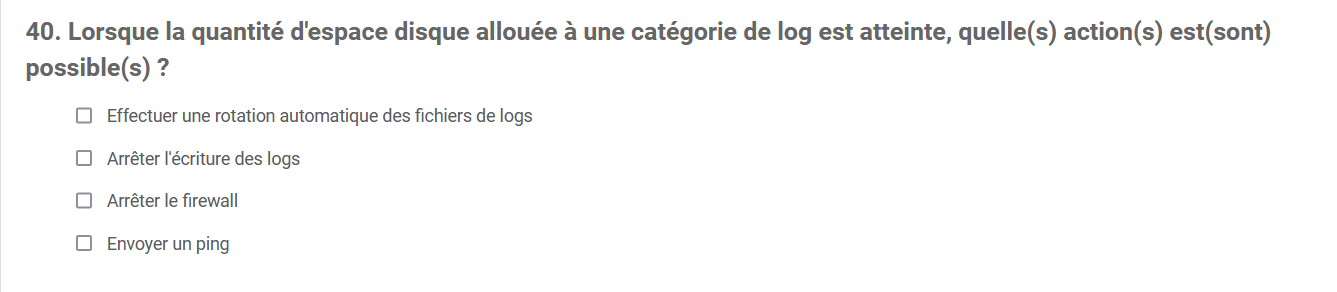 40. Lorsque la quantité d'espace disque allouée à une catégorie de log est atteinte, quelle(s) action(s) est(sont)
possible(s) ?
Effectuer une rotation automatique des fichiers de logs
Arrêter l'écriture des logs
Arrêter le firewall
Envoyer un ping